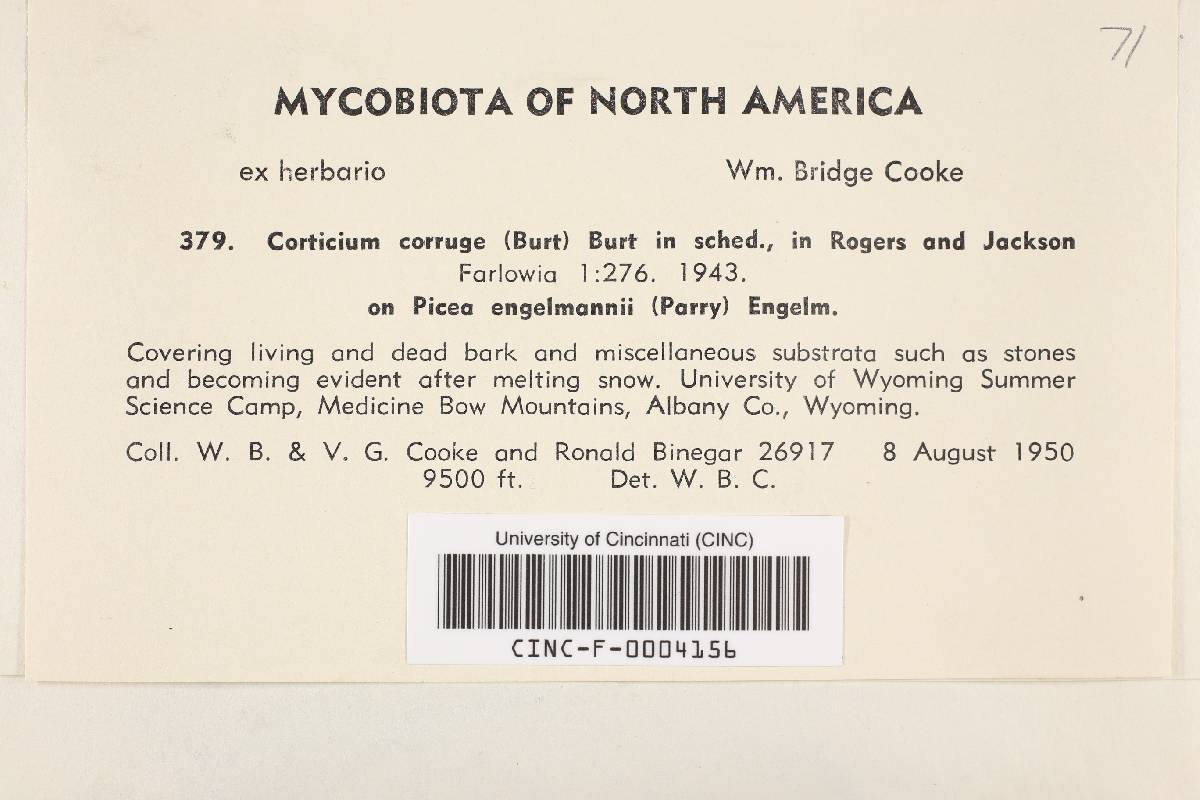 71
MYCOBIOTA OF NORTH AMERICA
ex herbario Wm. Bridge Cooke
379. Corticium corruge (Burt) Burt in sched., in Rogers and Jackson
Farlowia 1:276. 1943.
on Picea engelmannii (Parry) Engelm.
Covering living and dead bark and miscellaneous substrata such as stones
and becoming evident after melting snow. University of Wyoming Summer
Science Camp, Medicine Bow Mountains, Albany Co., Wyoming.
Coll. W. B. & V. G. Cooke and Ronald Binegar 26917 8 August 1950
9500 ft. Det. W. B. C.
University of Cincinnati (CINC)
CINC-F-0004156